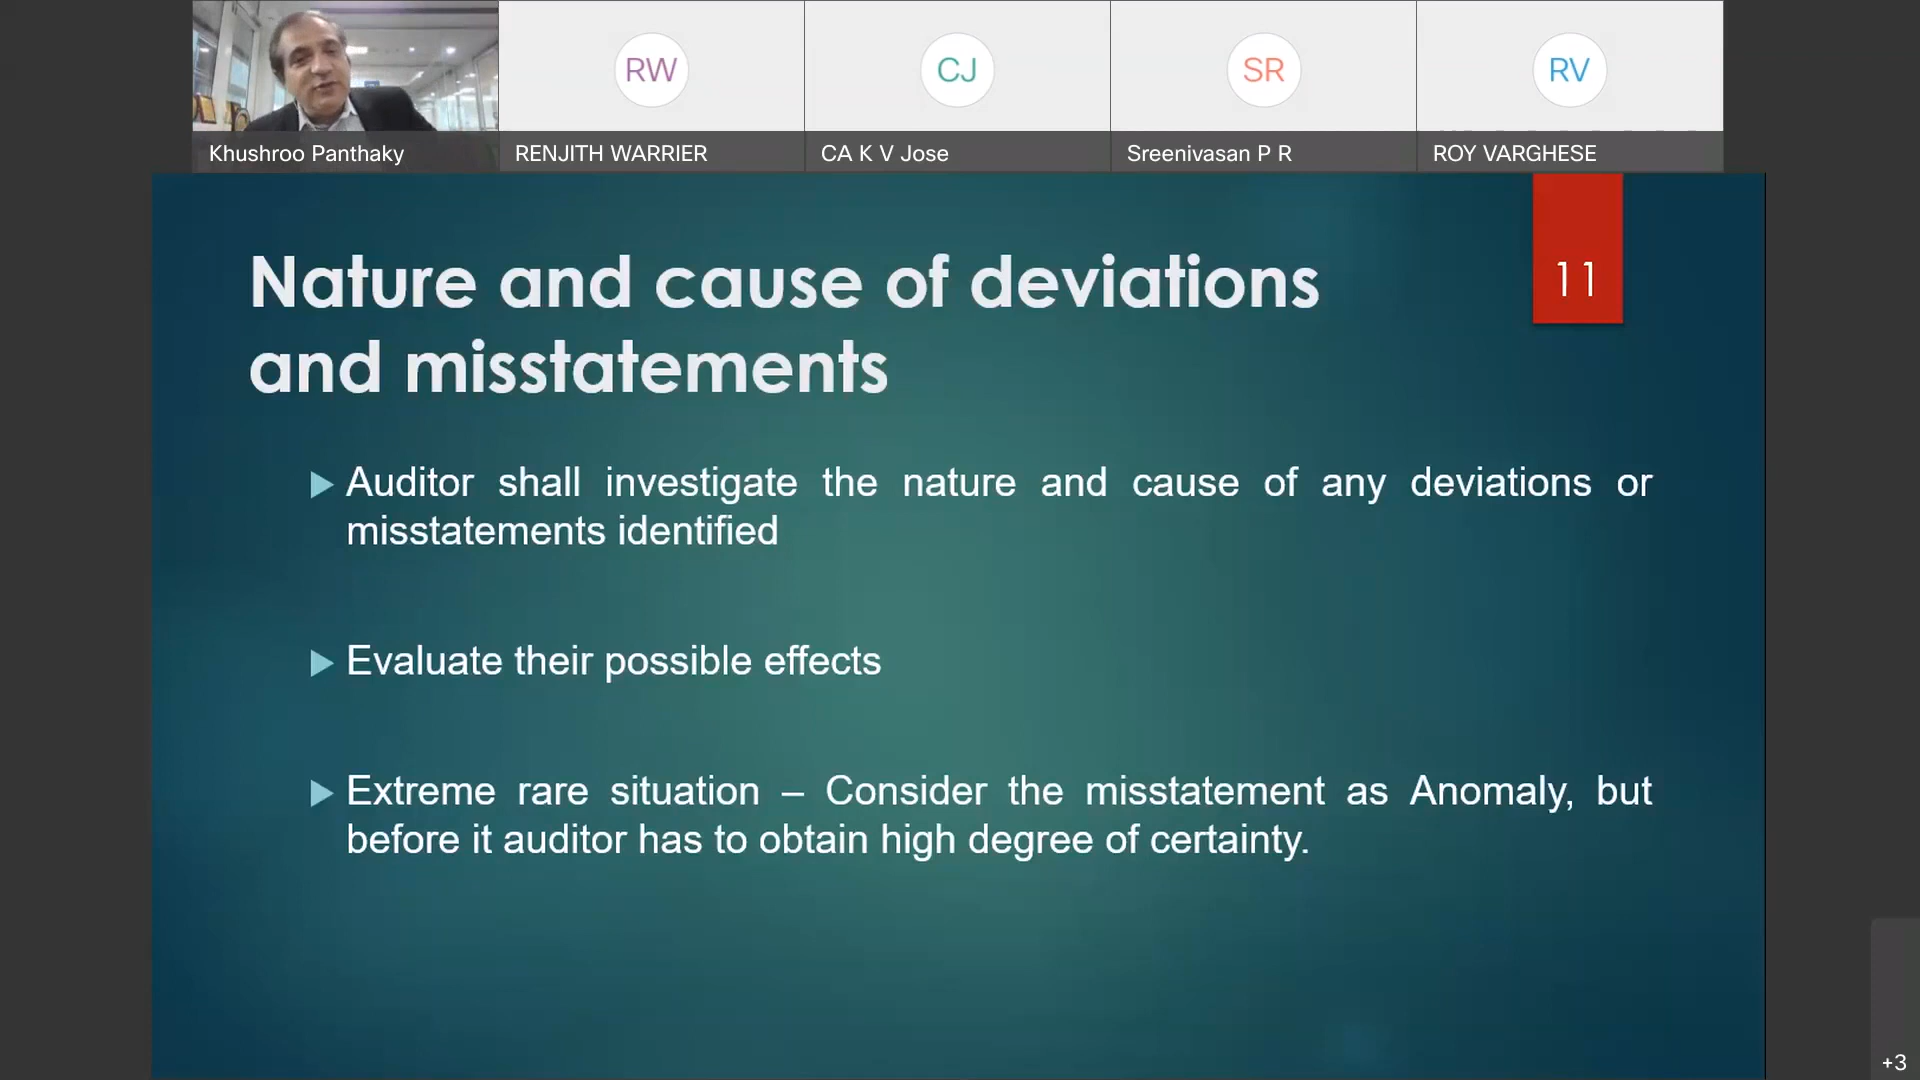 RW
CJ
SR
RV
Khushroo Panthaky
RENJITH WARRIER
CA K V Jose
Sreenivasan P R
ROY VARGHESE
11
Nature and cause of deviations
and misstatements
Auditor shall investigate the nature and cause of any deviations or
misstatements identified
Evaluate their possible effects
Extreme rare situation – Consider the misstatement as Anomaly, but
before it auditor has to obtain high degree of certainty.
+3